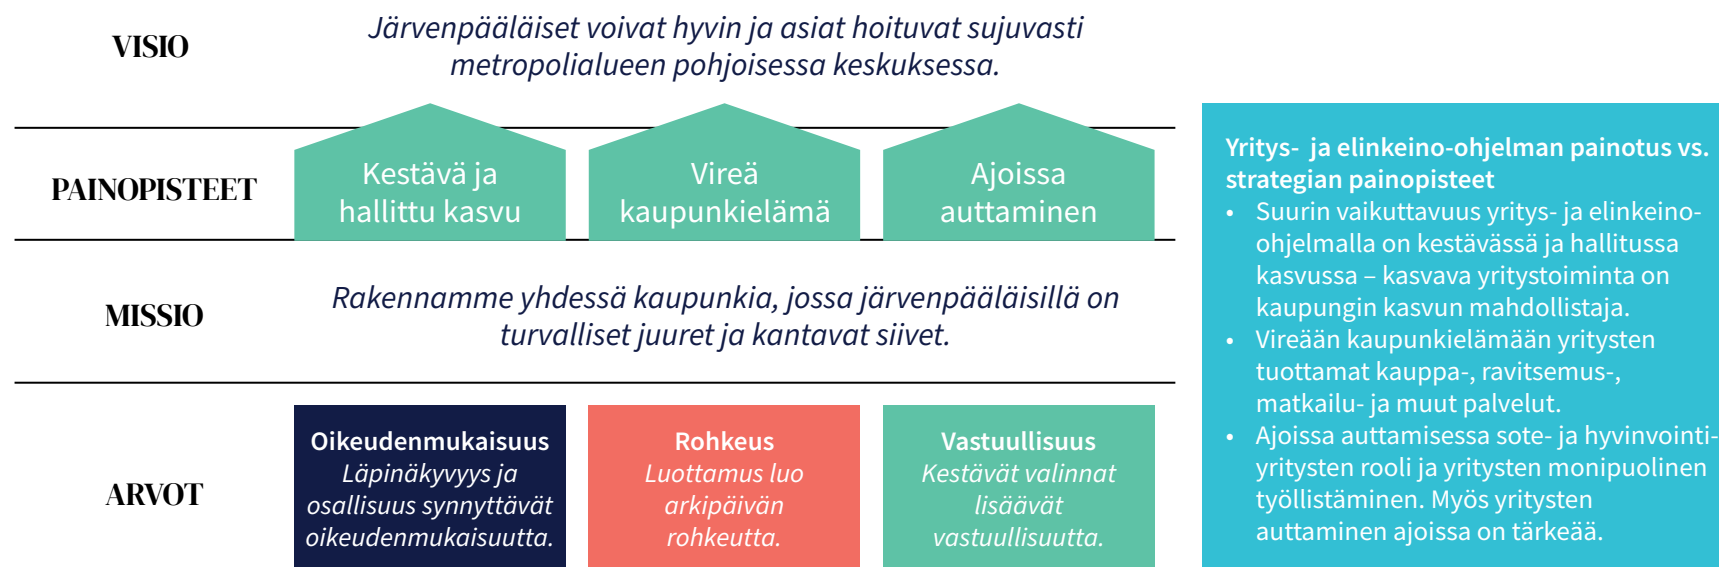 VISIO
Järvenpääläiset voivat hyvin ja asiat hoituvat sujuvasti
metropolialueen pohjoisessa keskuksessa.
PAINOPISTEET
Kestävä ja
hallittu kasvu
Vireä
kaupunkielämä
Ajoissa
auttaminen
MISSIO
Rakennamme yhdessä kaupunkia, jossa järvenpääläisillä on
turvalliset juuret ja kantavat siivet.
ARVOT
Oikeudenmukaisuus
Läpinäkyvyys ja
osallisuus synnyttävät
oikeudenmukaisuutta.
Rohkeus
Luottamus luo
arkipäivän
rohkeutta.
Vastuullisuus
Kestävät valinnat
lisäävät
vastuullisuutta.
Yritys- ja elinkeino-ohjelman painotus vs.
strategian painopisteet
• Suurin vaikuttavuus yritys- ja elinkeino-
ohjelmalla on kestävässä ja hallitussa
kasvussa – kasvava yritystoiminta on
kaupungin kasvun mahdollistaja.
• Vireään kaupunkielämään yritysten
tuottamat kauppa-, ravitsemus-,
matkailu- ja muut palvelut.
• Ajoissa auttamisessa sote- ja hyvinvointi-
yritysten rooli ja yritysten monipuolinen
työllistäminen. Myös yritysten
auttaminen ajoissa on tärkeää.